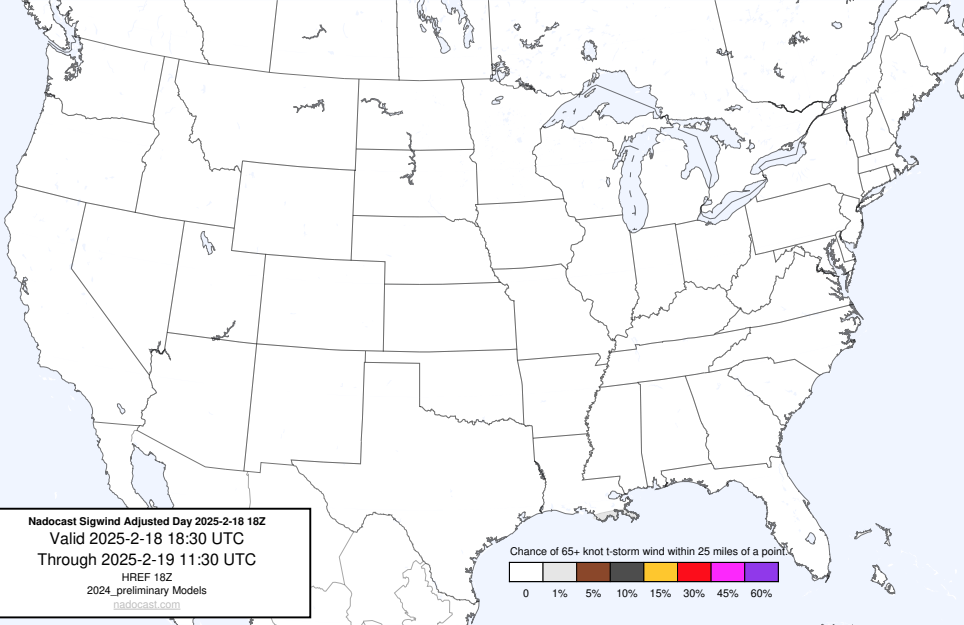 Nadocast Sigwind Adjusted Day 2025-2-18 18Z
Valid 2025-2-18 18:30 UTC
Through 2025-2-19 11:30 UTC
HREF 18Z
2024_preliminary Models
nadocast.com
Chance of 65+ knot t-storm wind within 25 miles of a point.
0 1% 5% 10% 15% 30% 45% 60%